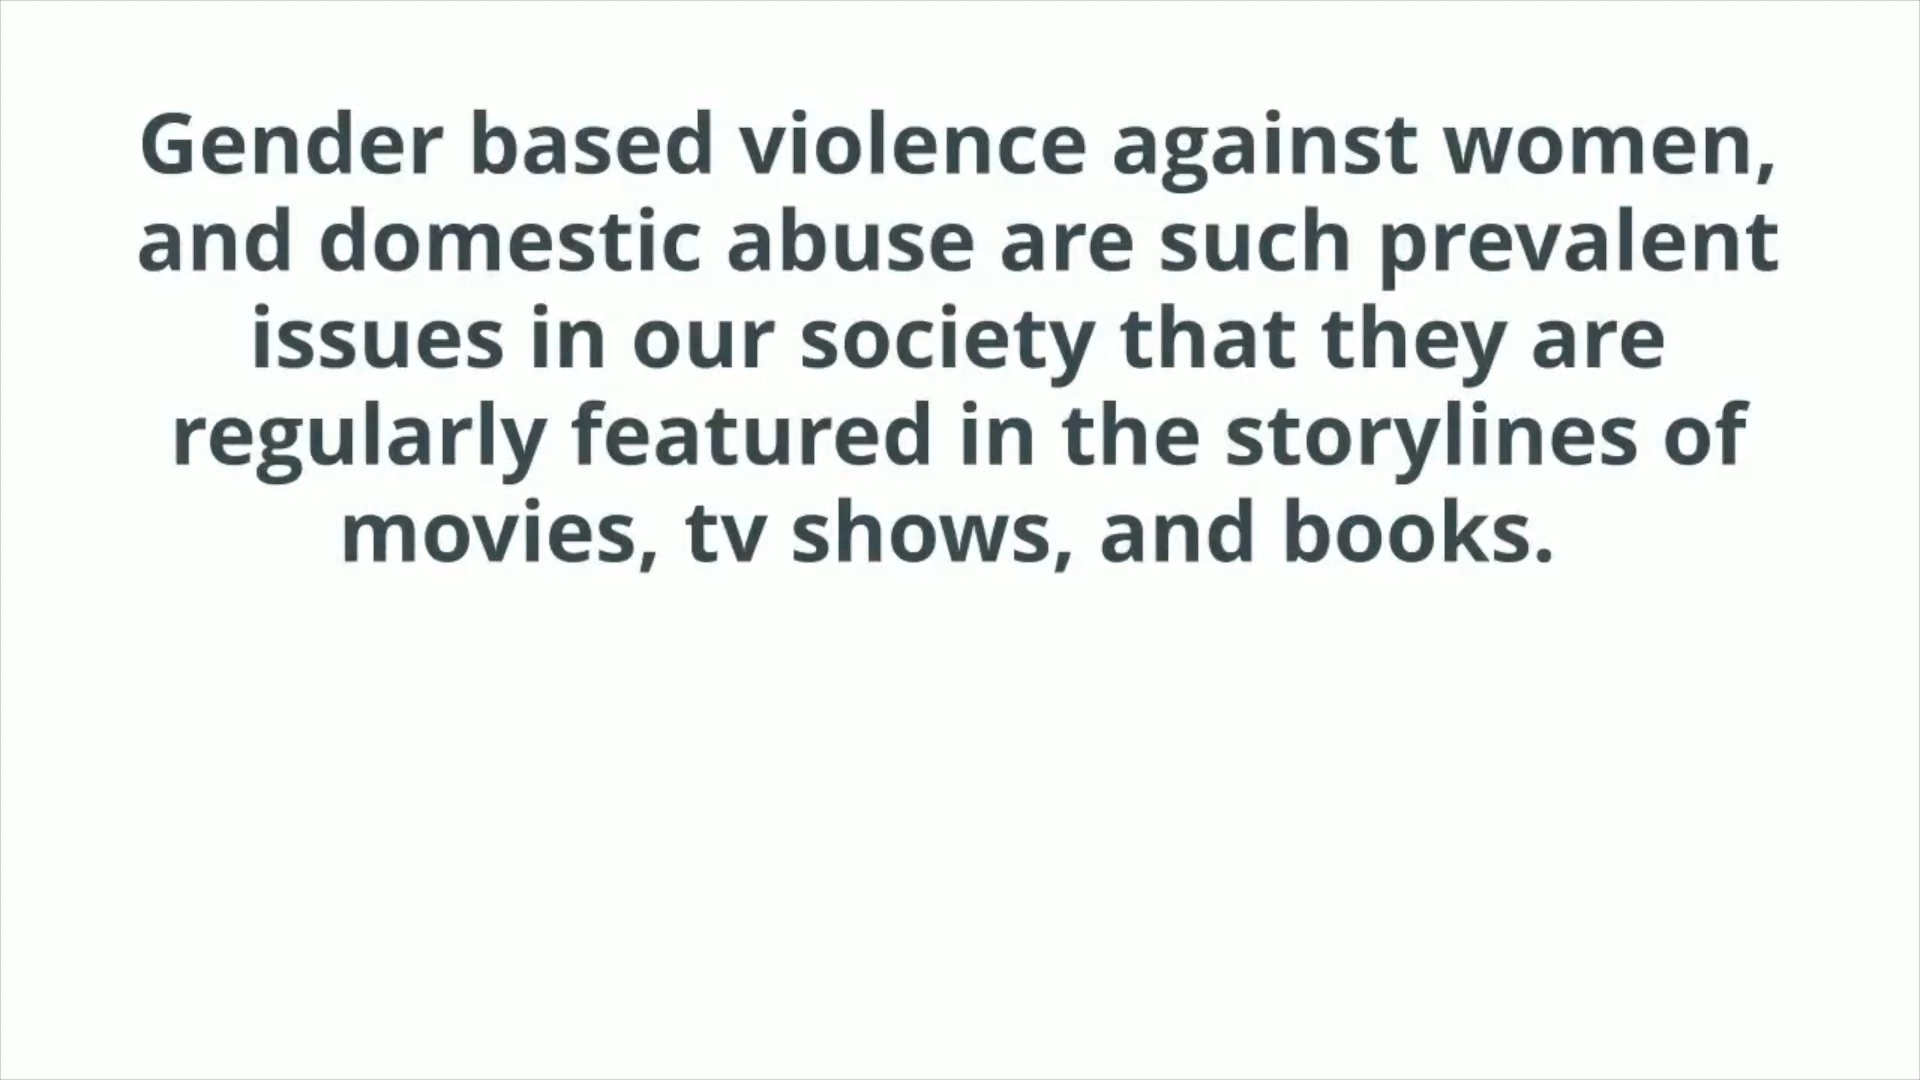 Gender based violence against women,
and domestic abuse are such prevalent
issues in our society that they are
regularly featured in the storylines of
movies, tv shows, and books.